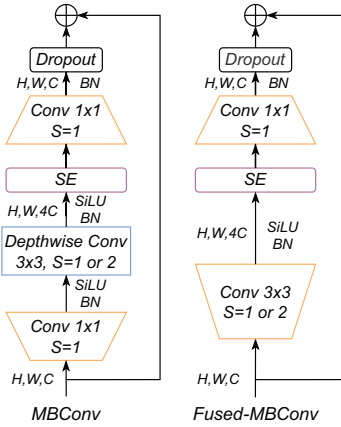 Dropout
H,W,C BN
Conv 1x1
S=1
SE
H,W,4C SiLU
BN
Depthwise Conv
3x3, S=1 or 2
SiLU
BN
Conv 1x1
S=1
H,W,C
MBConv
Dropout
H,W,C BN
Conv 1x1
S=1
SE
H,W,4C SiLU
BN
Conv 3x3
S=1 or 2
H,W,C
Fused-MBConv